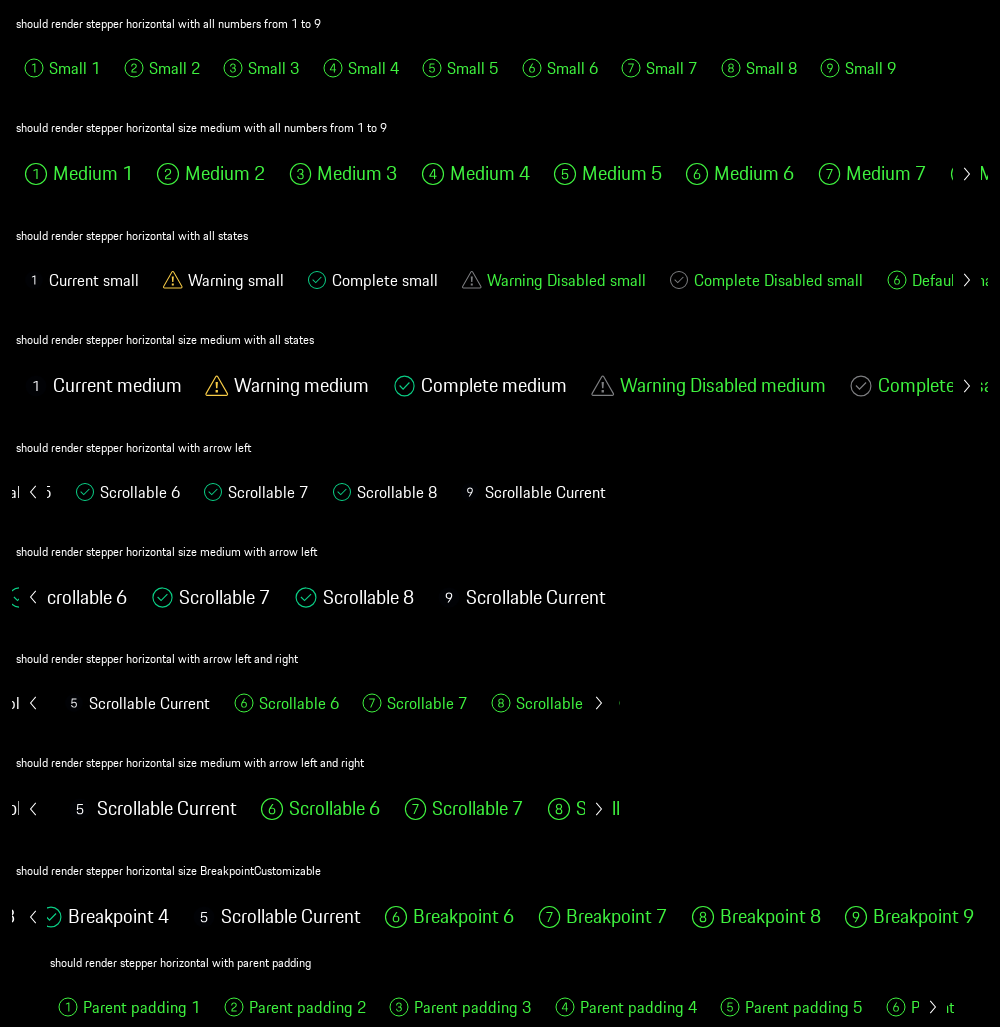 should render stepper horizontal with all numbers from 1 to 9
1 Small 1 2 Small 2 3 Small 3 4 Small 4 5 Small 5 6 Small 6 7 Small 7 8 Small 8 9 Small 9
should render stepper horizontal size medium with all numbers from 1 to 9
1 Medium 1 2 Medium 2 3 Medium 3 4 Medium 4 5 Medium 5 6 Medium 6 7 Medium 7
should render stepper horizontal with all states
1 Current small Warning small Complete small Warning Disabled small Complete Disabled small 6 Defaul
should render stepper horizontal size medium with all states
1 Current medium Warning medium Complete medium Warning Disabled medium Complete
should render stepper horizontal with arrow left
5 Scrollable 6 Scrollable 7 Scrollable 8 9 Scrollable Current
should render stepper horizontal size medium with arrow left
crollable 6 Scrollable 7 Scrollable 8 9 Scrollable Current
should render stepper horizontal with arrow left and right
5 Scrollable Current 6 Scrollable 6 7 Scrollable 7 8 Scrollable
should render stepper horizontal size medium with arrow left and right
5 Scrollable Current 6 Scrollable 6 7 Scrollable 7 8 S ll
should render stepper horizontal size BreakpointCustomizable
Breakpoint 4 5 Scrollable Current 6 Breakpoint 6 7 Breakpoint 7 8 Breakpoint 8 9 Breakpoint 9
should render stepper horizontal with parent padding
1 Parent padding 1 2 Parent padding 2 3 Parent padding 3 4 Parent padding 4 5 Parent padding 5 6 P